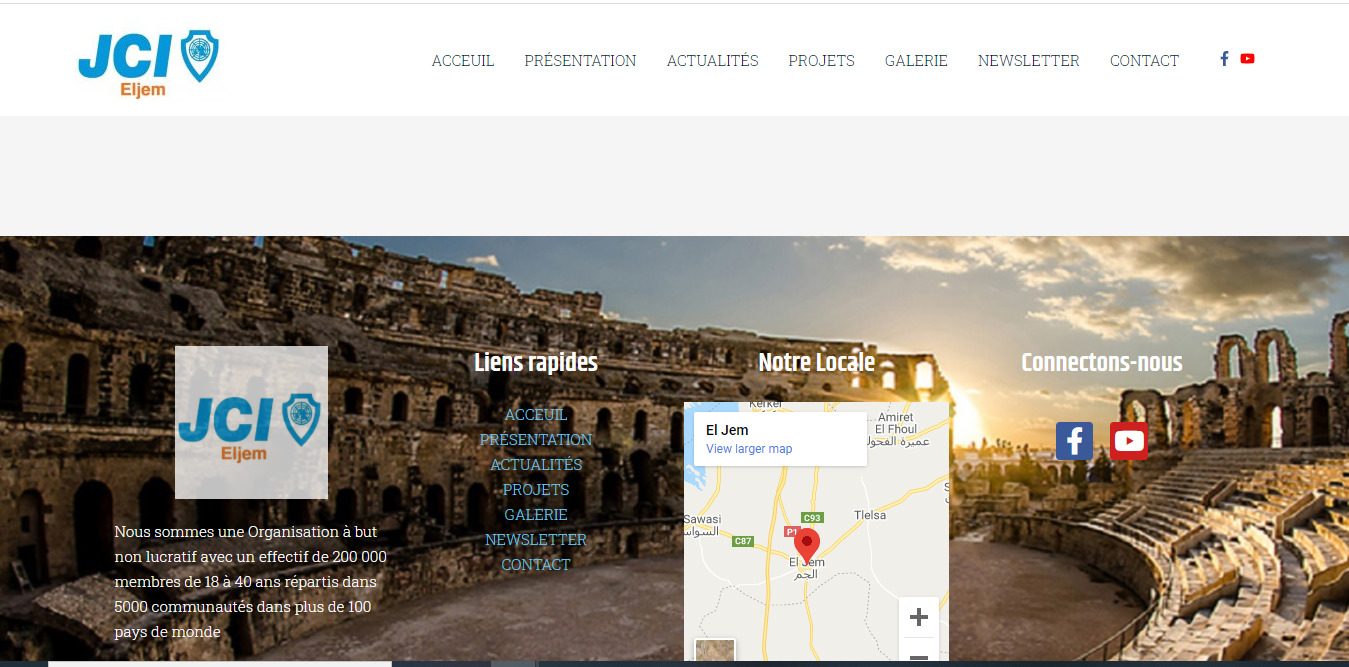 JCI
Eljem
ACCEUIL PRÉSENTATION ACTUALITÉS PROJETS GALERIE NEWSLETTER CONTACT
JCI
Eljem
Nous sommes une Organisation à but
non lucratif avec un effectif de 200 000
membres de 18 à 40 ans répartis dans
5000 communautés dans plus de 100
pays de monde
Liens rapides
ACCEUIL
PRÉSENTATION
ACTUALITÉS
PROJETS
GALERIE
NEWSLETTER
CONTACT
Notre Locale
Kerker
El Jem
View larger map
Amiret
El Fhoul
عميرة الفحول
Sawasi
C93
Tlelsa
P1
C87
El Jem
الجم
Connectons-nous